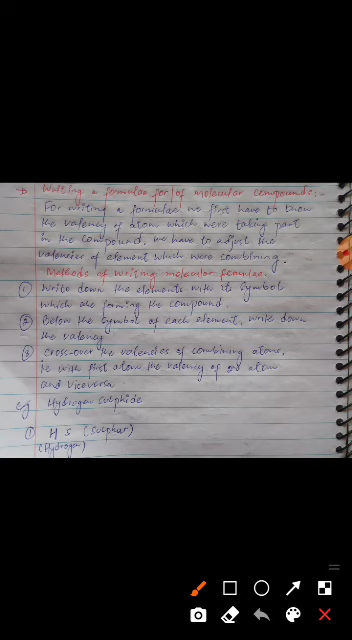 → Writing a formulae for/of molecular compounds:-
For writing a formulae we first have to know
the valency of atom which were taking part
in the compound, we have to adjust the
valencies of element which were combining.
Methods of writing molecular formulae.
① Write down the elements with its symbol
which are forming the compound.
② Below the symbol of each element, write down
the valency
③ Cross-over the valencies of combining atoms,
ie with first atom the valency of atom
and Viceversa
eg Hydrogen sulphide
① H S (Sulphur)
(Hydrogen)